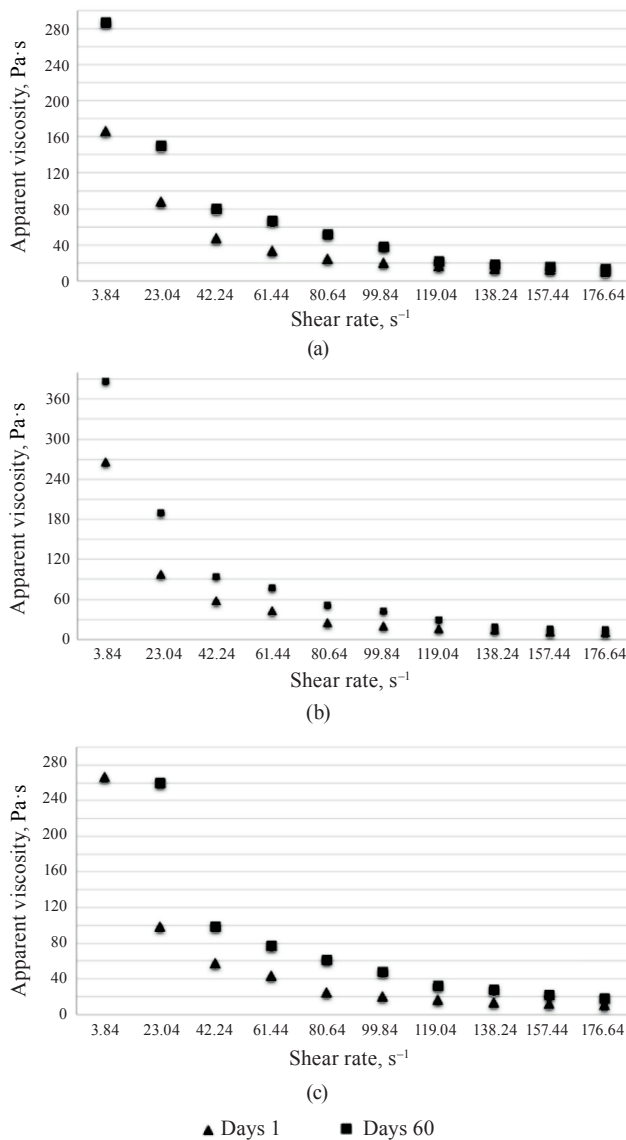 Apparent viscosity, Pa·s
280
240
200
160
120
80
40
0
3.84 23.04 42.24 61.44 80.64 99.84 119.04 138.24 157.44 176.64
Shear rate, s⁻¹
(a)
Apparent viscosity, Pa·s
360
300
240
180
120
60
0
3.84 23.04 42.24 61.44 80.64 99.84 119.04 138.24 157.44 176.64
Shear rate, s⁻¹
(b)
Apparent viscosity, Pa·s
280
240
200
160
120
80
40
0
3.84 23.04 42.24 61.44 80.64 99.84 119.04 138.24 157.44 176.64
Shear rate, s⁻¹
(c)
Days 1 Days 60